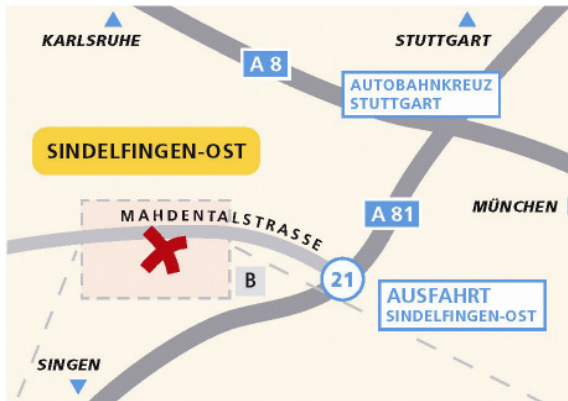 KARLSRUHE
STUTTGART
A 8
AUTOBAHNKREUZ
STUTTGART
SINDELFINGEN-OST
MAHDENTALSTRASSE
A 81
MÜNCHEN
B
21
AUSFAHRT
SINDELFINGEN-OST
SINGEN